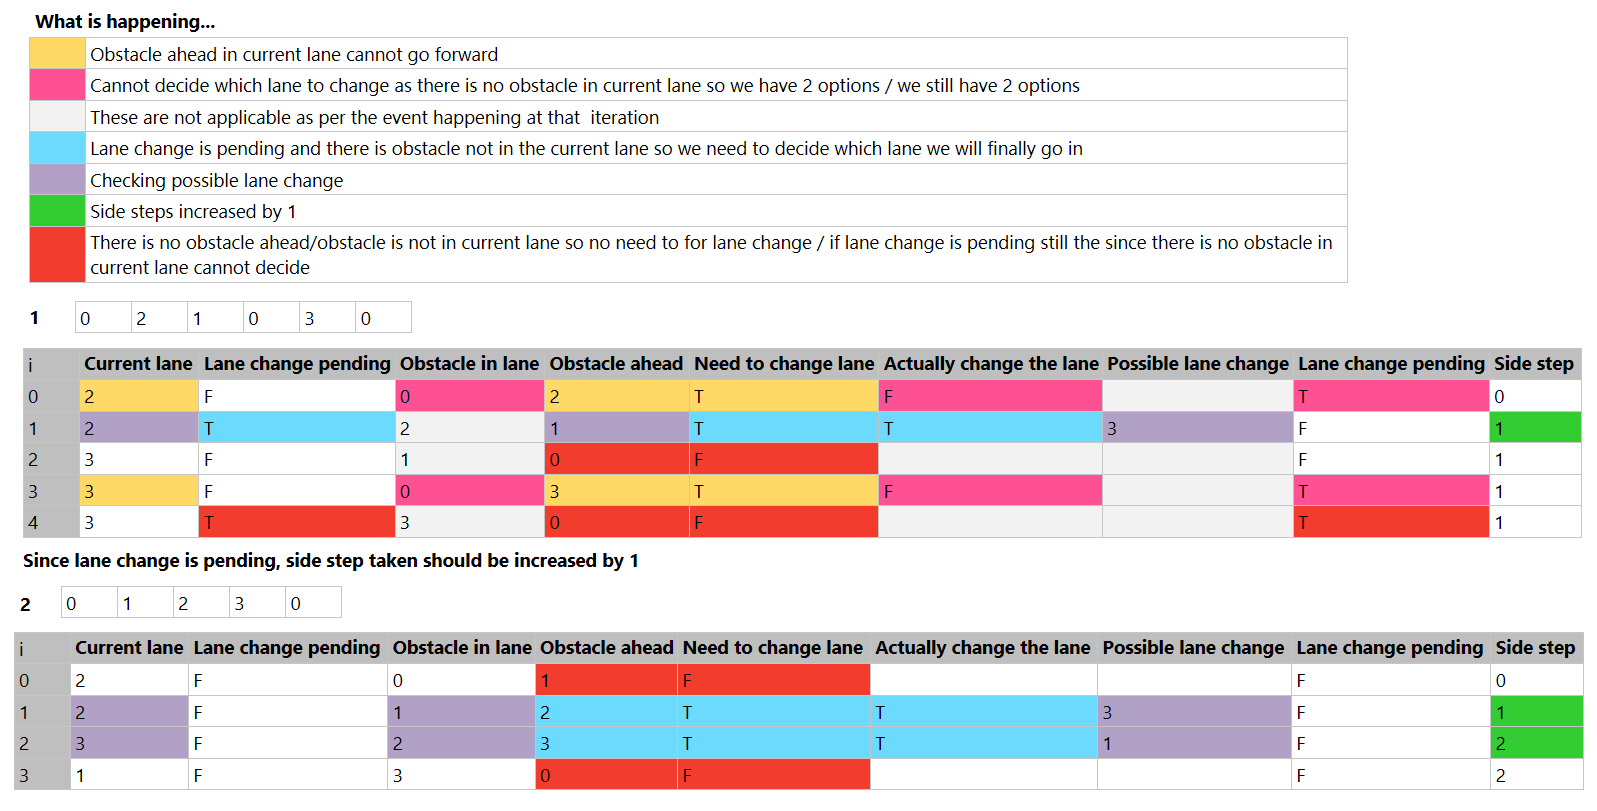 What is happening...
Obstacle ahead in current lane cannot go forward
Cannot decide which lane to change as there is no obstacle in current lane so we have 2 options / we still have 2 options
These are not applicable as per the event happening at that  iteration
Lane change is pending and there is obstacle not in the current lane so we need to decide which lane we will finally go in
Checking possible lane change
Side steps increased by 1
There is no obstacle ahead/obstacle is not in current lane so no need to for lane change / if lane change is pending still the since there is no obstacle in
current lane cannot decide
1 0 2 1 0 3 0
i Current lane Lane change pending Obstacle in lane Obstacle ahead Need to change lane Actually change the lane Possible lane change Lane change pending Side step
0 2 F 0 2 T F T 0
1 2 T 2 1 T T 3 F 1
2 3 F 1 0 F F 1
3 3 F 0 3 T F T 1
4 3 T 3 0 F T 1
Since lane change is pending, side step taken should be increased by 1
2 0 1 2 3 0
i Current lane Lane change pending Obstacle in lane Obstacle ahead Need to change lane Actually change the lane Possible lane change Lane change pending Side step
0 2 F 0 1 F F 0
1 2 F 1 2 T T 3 F 1
2 3 F 2 3 T T 1 F 2
3 1 F 3 0 F F 2